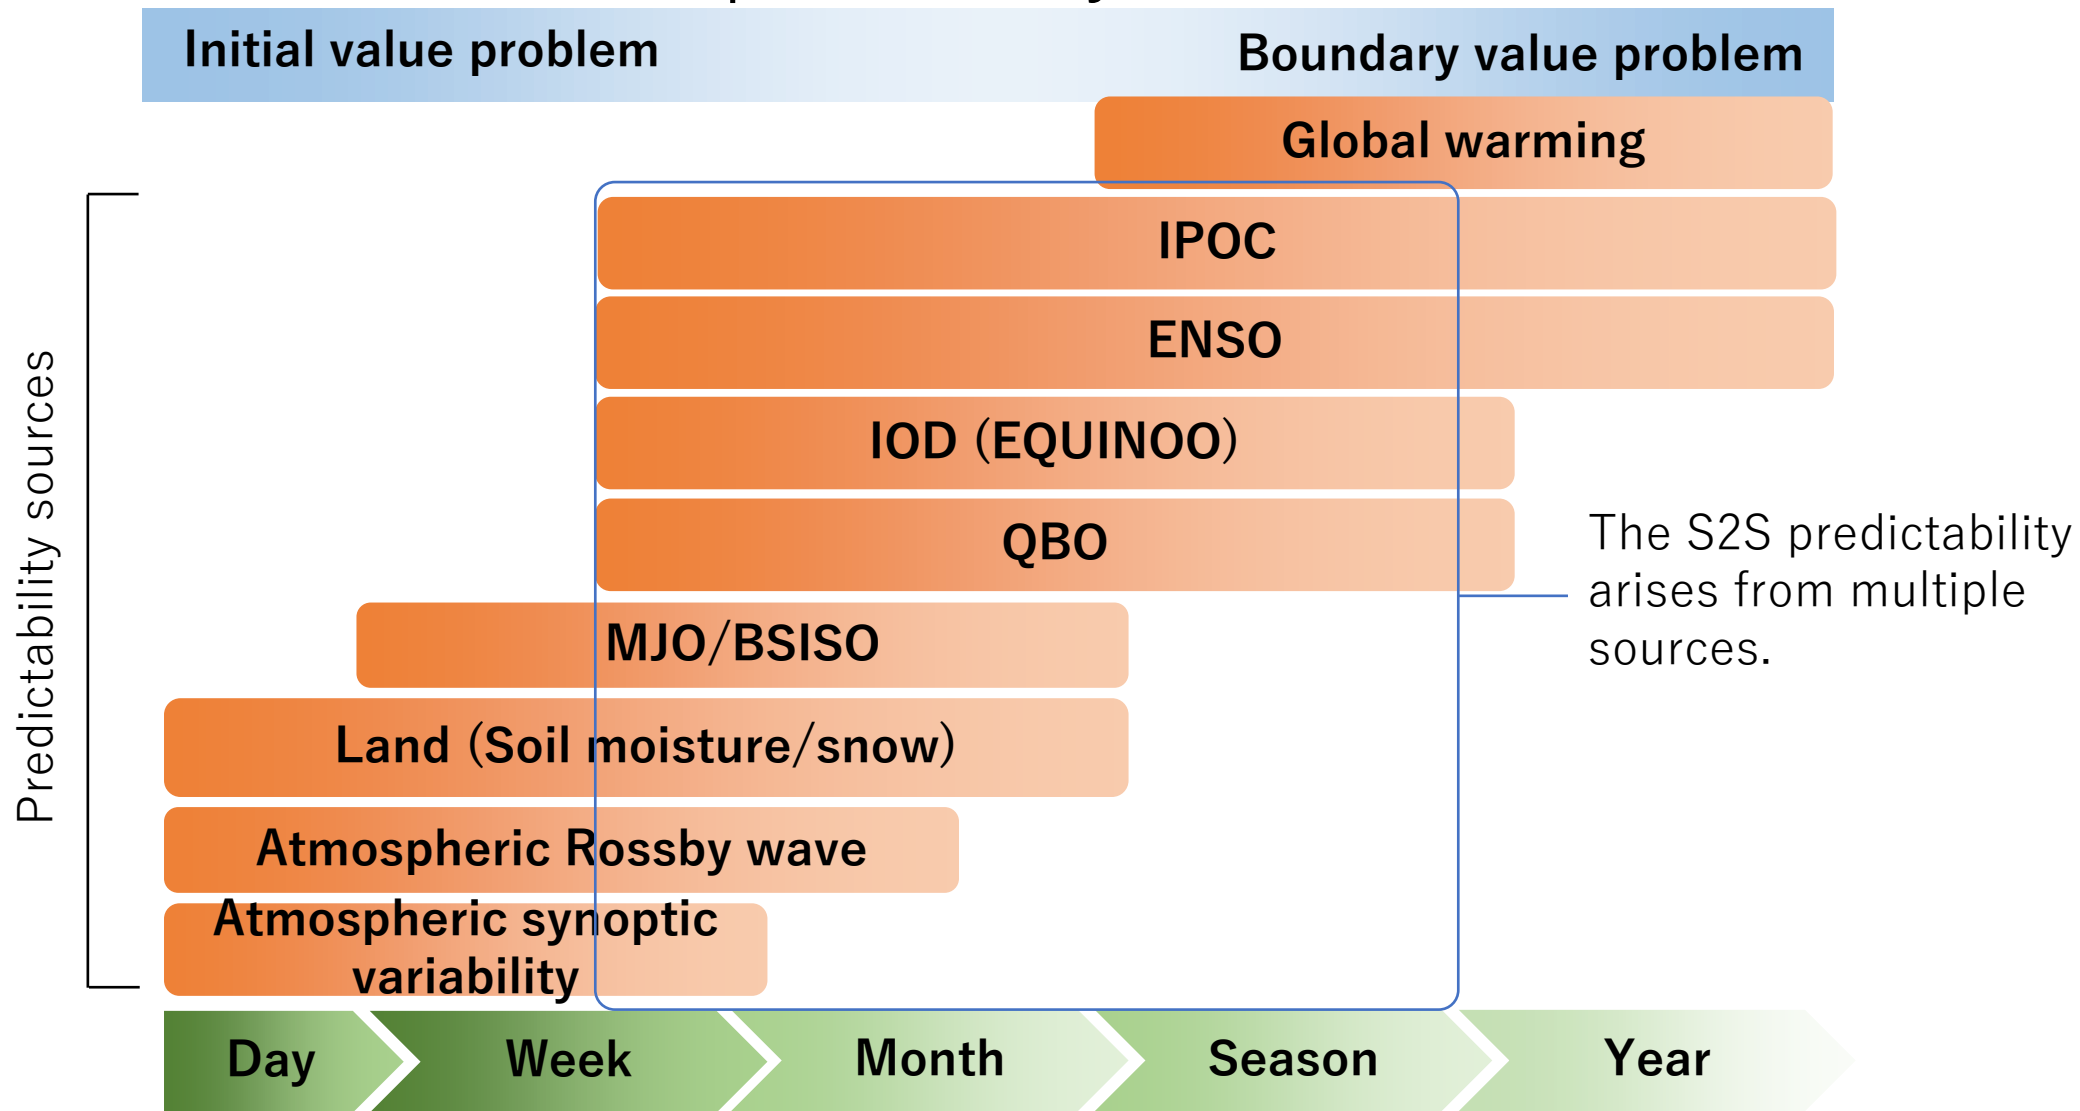 Initial value problem
Boundary value problem
Global warming
IPOC
ENSO
IOD (EQUINOO)
QBO
MJO/BSISO
Land (Soil moisture/snow)
Atmospheric Rossby wave
Atmospheric synoptic
variability
Predictability sources
The S2S predictability
arises from multiple
sources.
Day
Week
Month
Season
Year